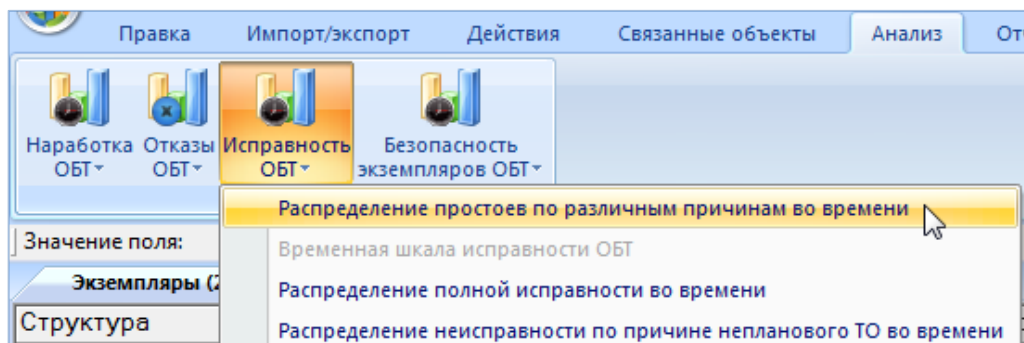 Правка Импорт/экспорт Действия Связанные объекты Анализ
Наработка ОБТ
Отказы ОБТ
Исправность ОБТ
Безопасность экземпляров ОБТ
Распределение простоев по различным причинам во времени
Значение поля:
Временная шкала исправности ОБТ
Экземпляры
Распределение полной исправности во времени
Структура
Распределение неисправности по причине непланового ТО во времени